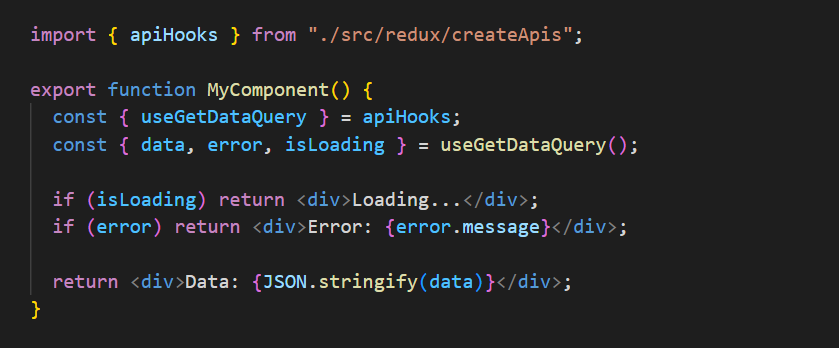 import { apiHooks } from "./src/redux/createApis";
export function MyComponent() {
const { useGetDataQuery } = apiHooks;
const { data, error, isLoading } = useGetDataQuery();
if (isLoading) return <div>Loading...</div>;
if (error) return <div>Error: {error.message}</div>;
return <div>Data: {JSON.stringify(data)}</div>;
}